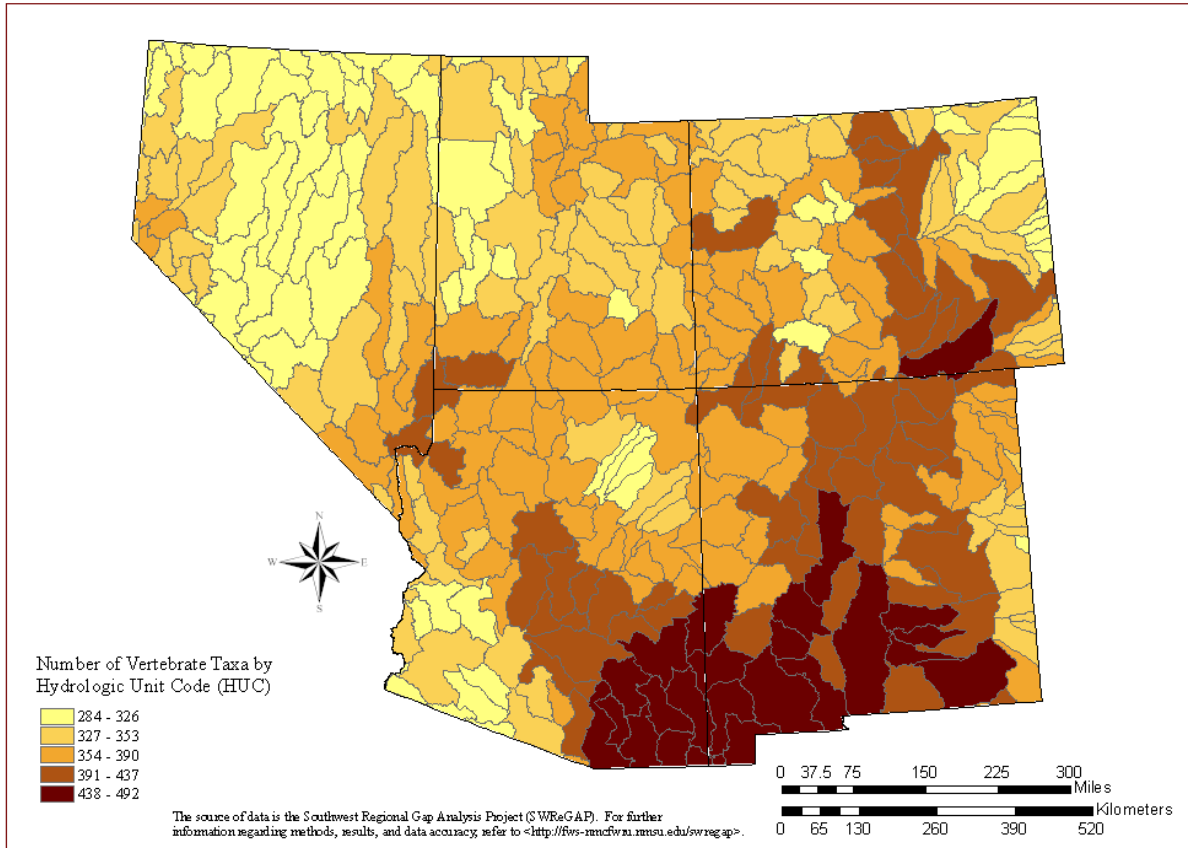 N
W
E
S
Number of Vertebrate Taxa by
Hydrologic Unit Code (HUC)
284 - 326
327 - 353
354 - 390
391 - 437
438 - 492
0 37.5 75 150 225 300
Miles
Kilometers
0 65 130 260 390 520
The source of data is the Southwest Regional Gap Analysis Project (SWReGAP). For further
information regarding methods, results, and data accuracy, refer to <http://fws-nmcfwru.nmsu.edu/swregap>.